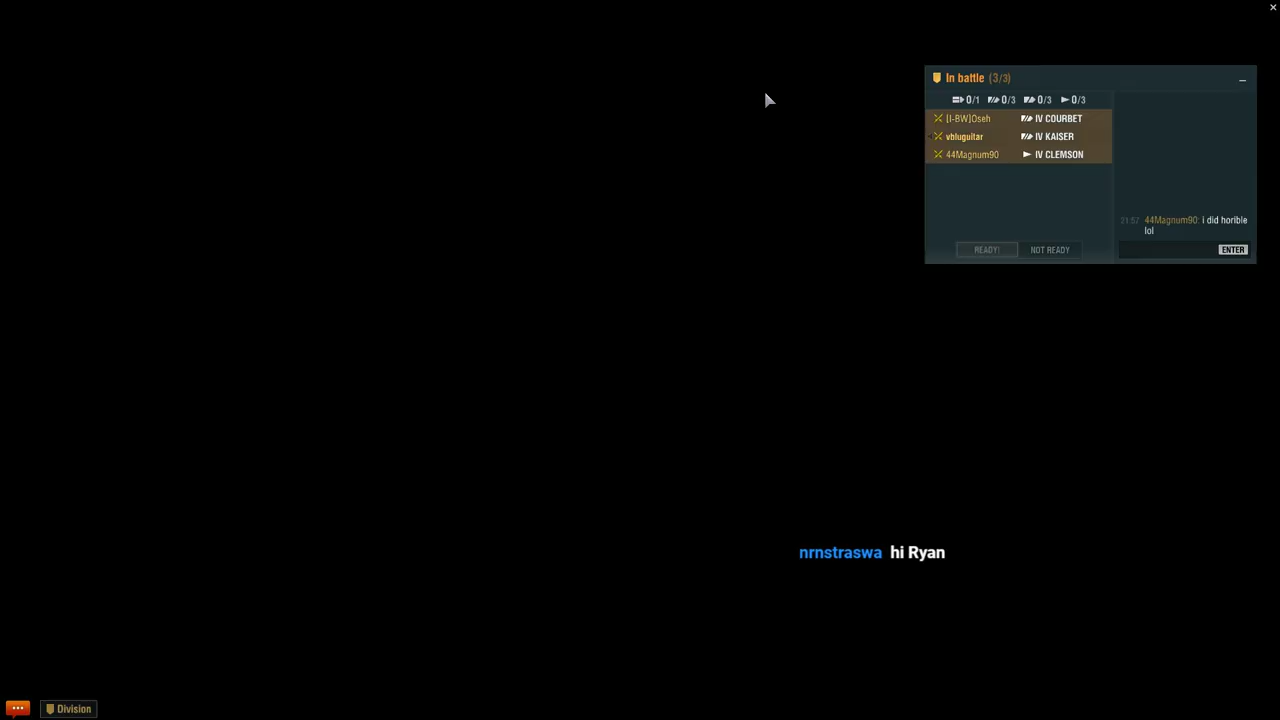 In battle (3/3)
0/1 0/3 0/3 0/3
[I-BW]Oseh IV COURBET
vbluguitar IV KAISER
44Magnum90 IV CLEMSON
21:57 44Magnum90: i did horible
lol
READY! NOT READY ENTER
nrnstraswa hi Ryan
Division